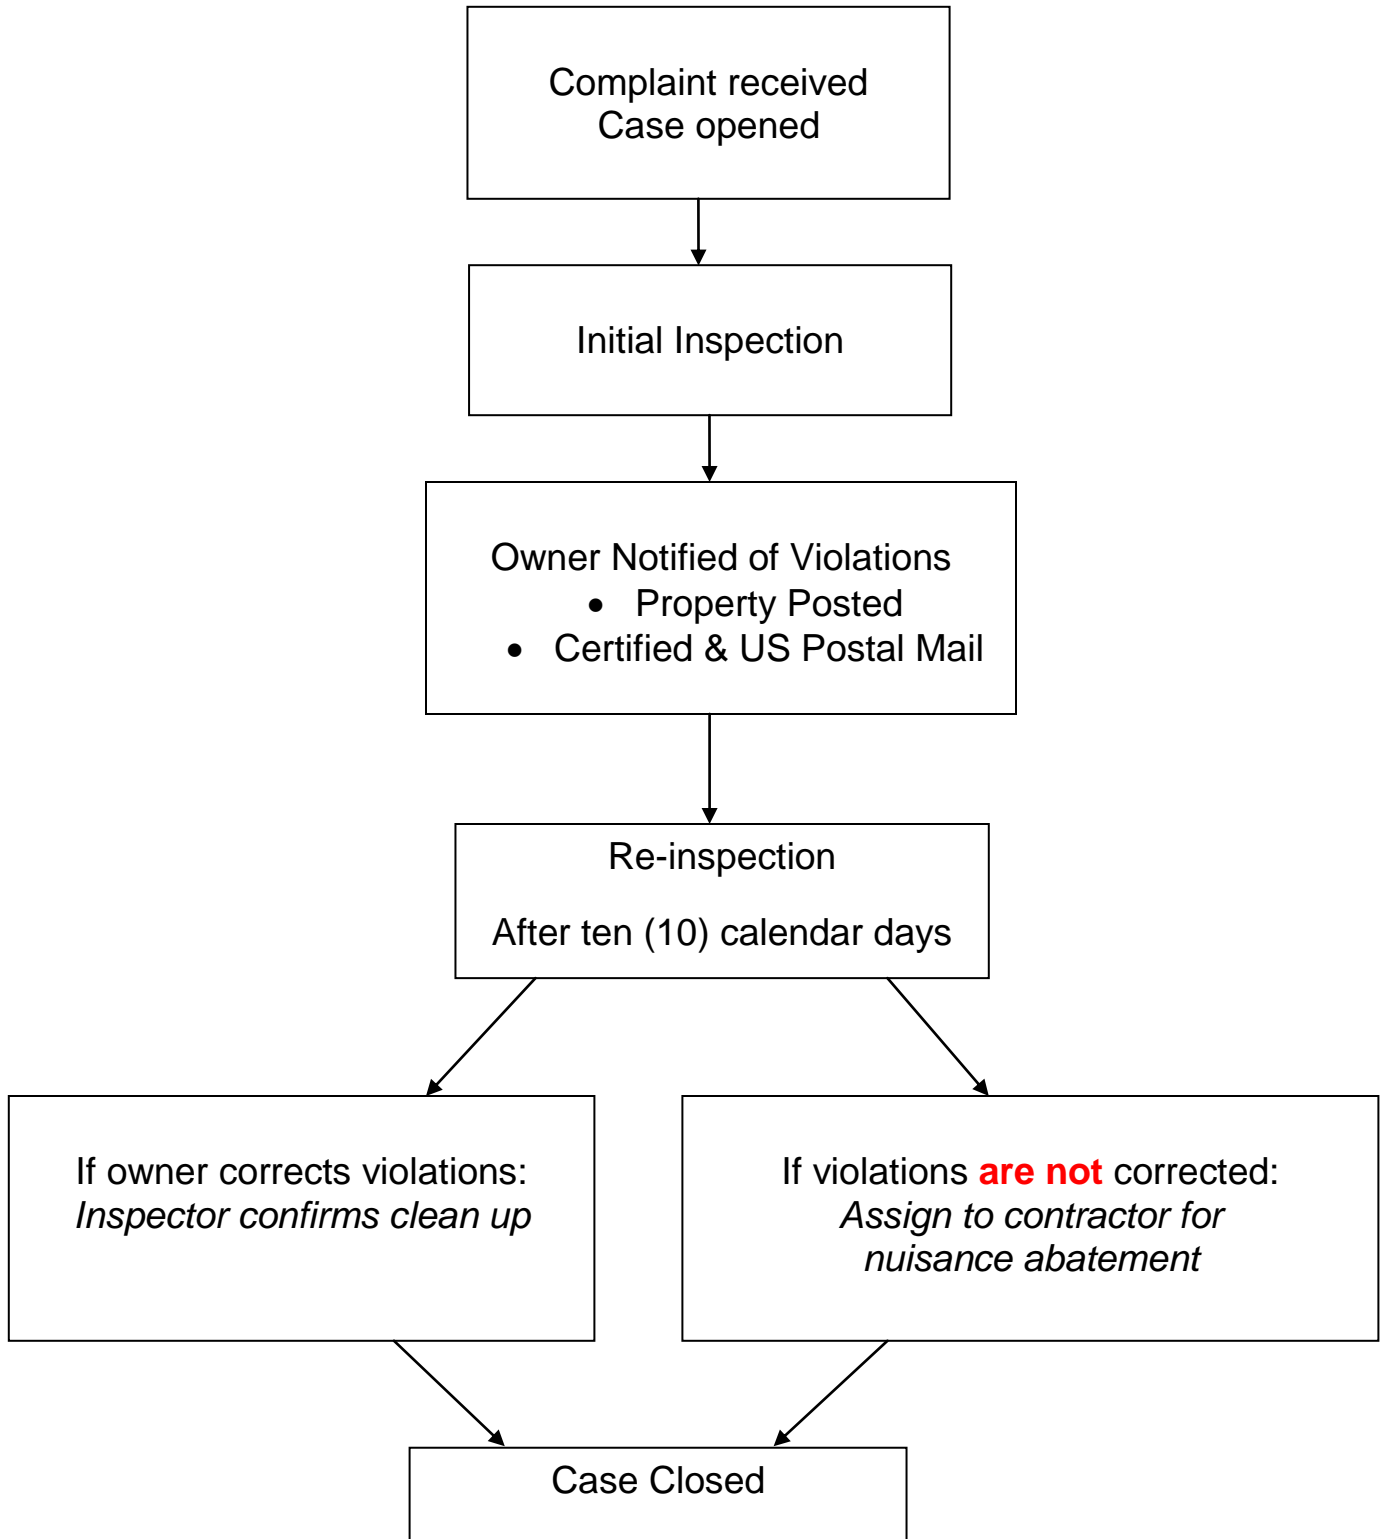 Complaint received
Case opened
Initial Inspection
Owner Notified of Violations
• Property Posted
• Certified & US Postal Mail
Re-inspection
After ten (10) calendar days
If owner corrects violations:
Inspector confirms clean up
If violations are not corrected:
Assign to contractor for
nuisance abatement
Case Closed